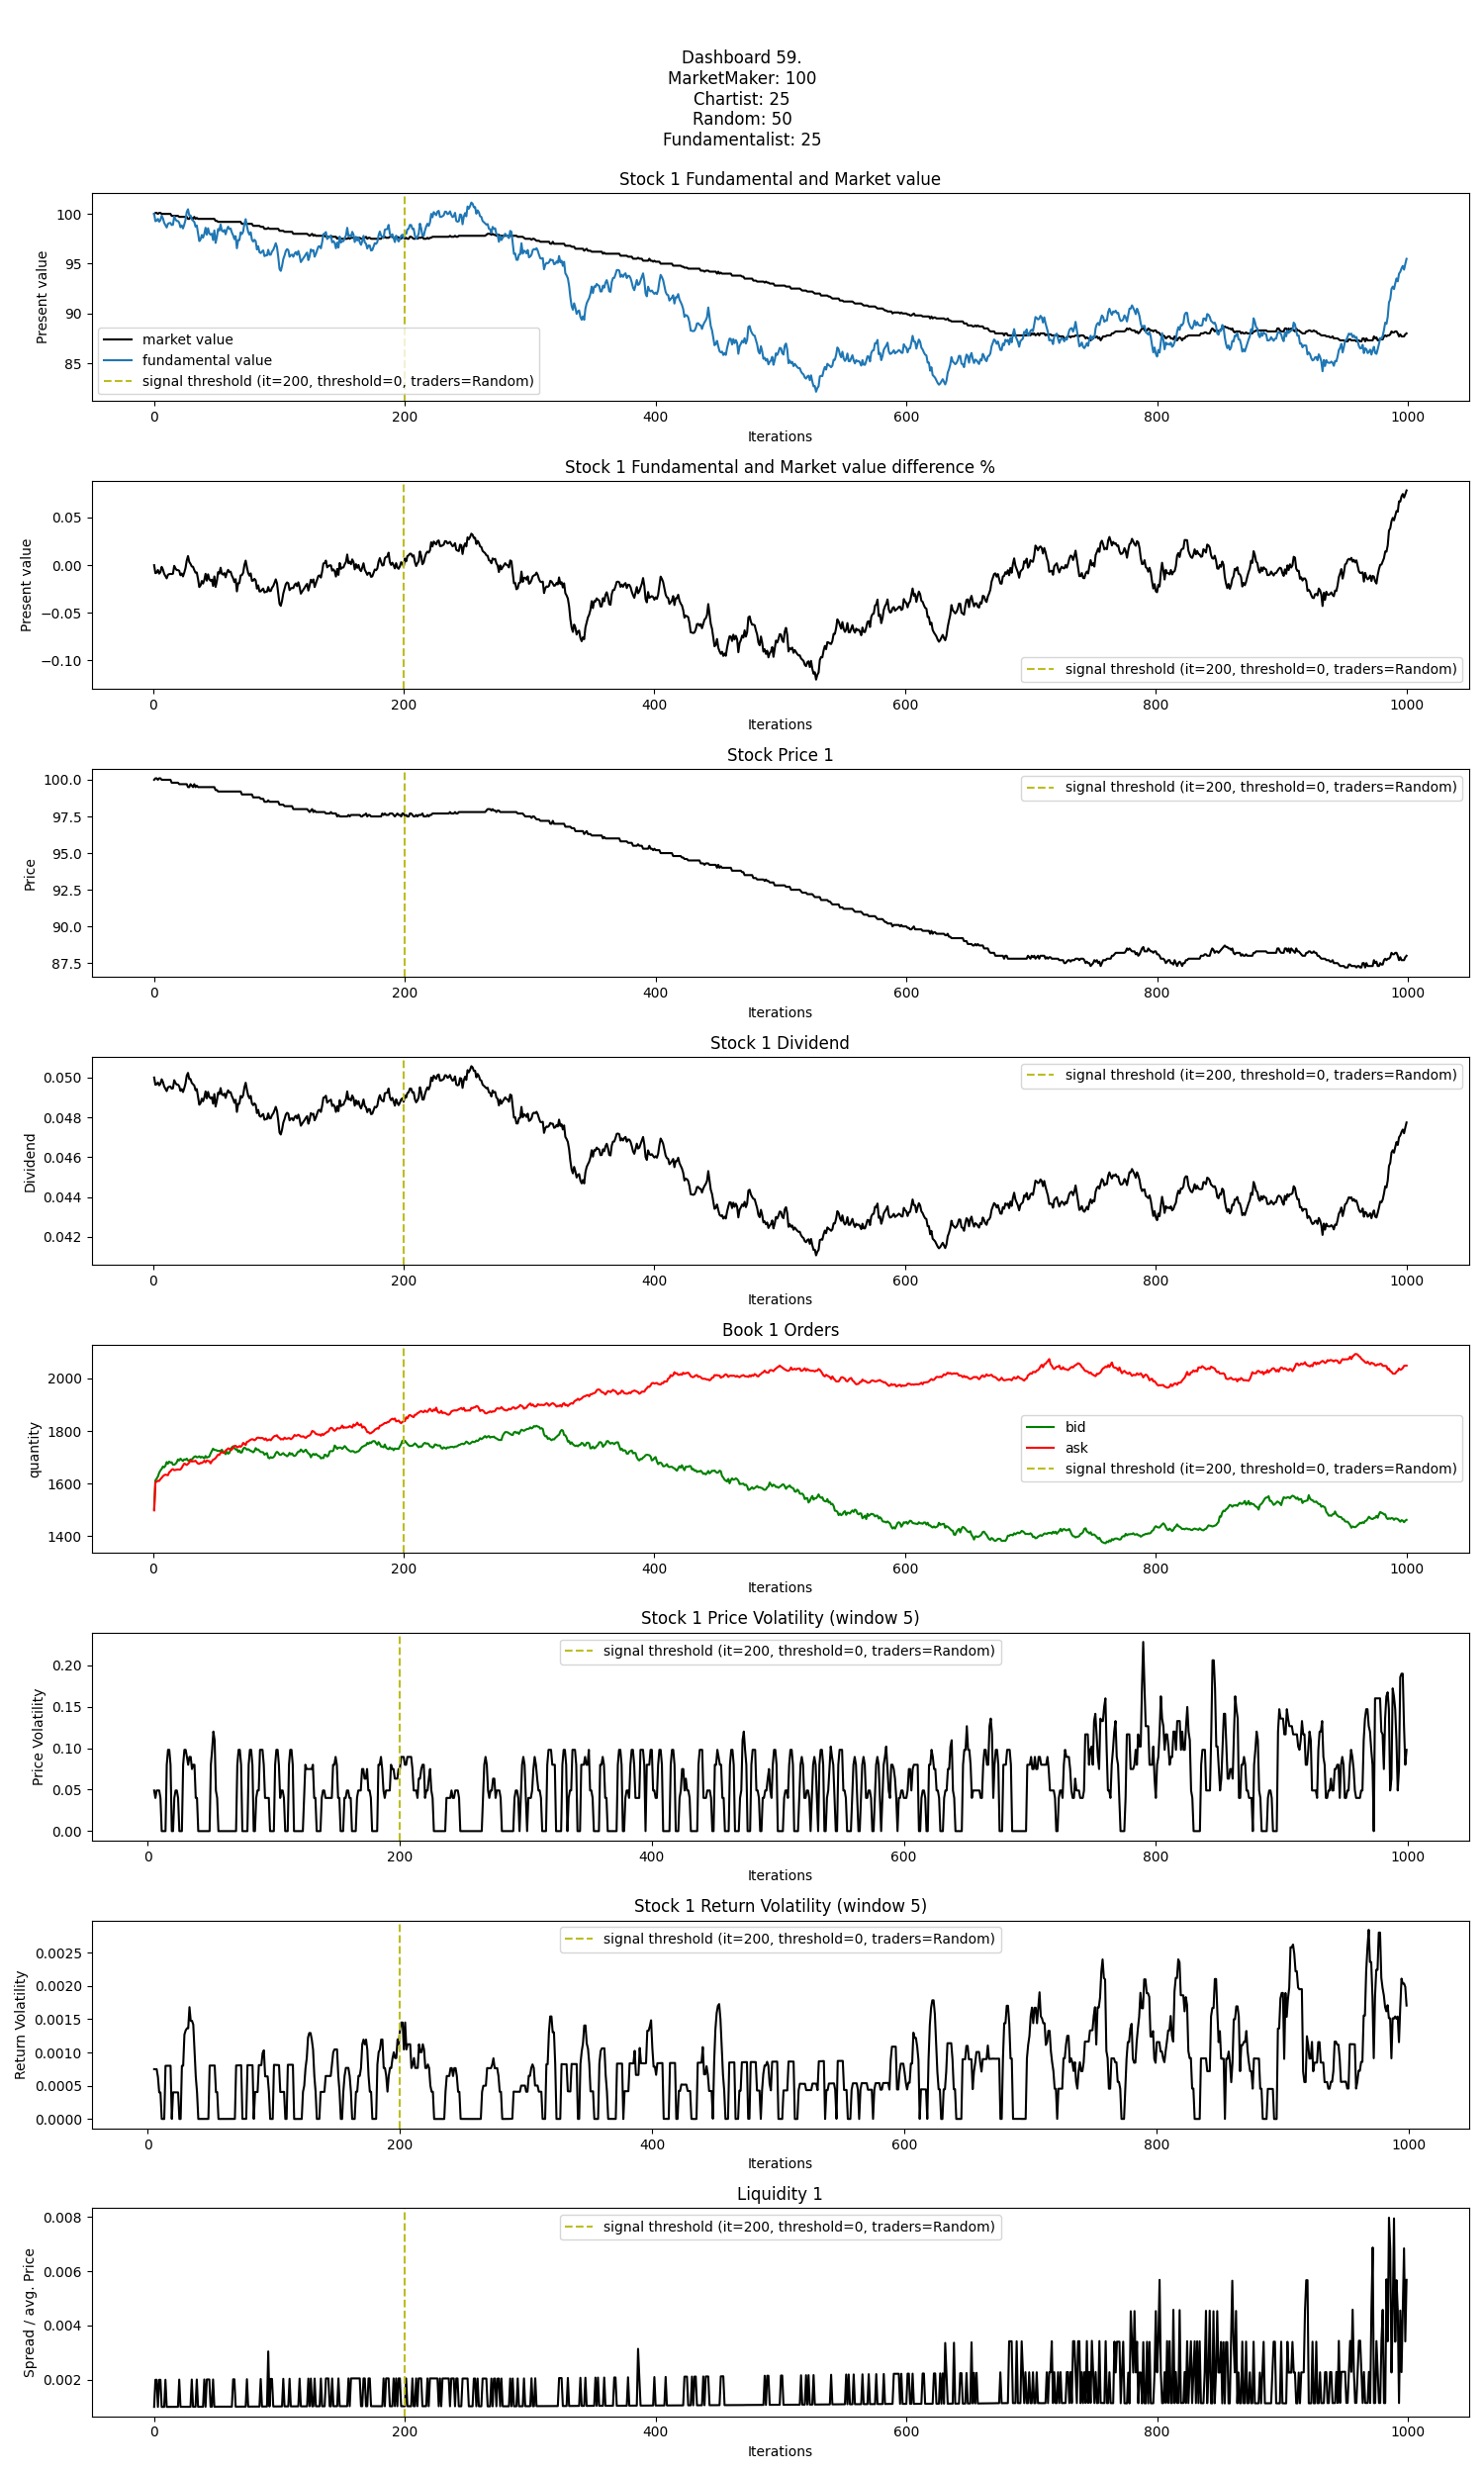 Dashboard 59.
MarketMaker: 100
Chartist: 25
Random: 50
Fundamentalist: 25
Stock 1 Fundamental and Market value
Present value
100
95
90
85
market value
fundamental value
signal threshold (it=200, threshold=0, traders=Random)
0 200 400 600 800 1000
Iterations
Stock 1 Fundamental and Market value difference %
Present value
0.05
0.00
−0.05
−0.10
signal threshold (it=200, threshold=0, traders=Random)
0 200 400 600 800 1000
Iterations
Stock Price 1
Price
100.0
97.5
95.0
92.5
90.0
87.5
signal threshold (it=200, threshold=0, traders=Random)
0 200 400 600 800 1000
Iterations
Stock 1 Dividend
Dividend
0.050
0.048
0.046
0.044
0.042
signal threshold (it=200, threshold=0, traders=Random)
0 200 400 600 800 1000
Iterations
Book 1 Orders
quantity
2000
1800
1600
1400
bid
ask
signal threshold (it=200, threshold=0, traders=Random)
0 200 400 600 800 1000
Iterations
Stock 1 Price Volatility (window 5)
Price Volatility
0.20
0.15
0.10
0.05
0.00
signal threshold (it=200, threshold=0, traders=Random)
0 200 400 600 800 1000
Iterations
Stock 1 Return Volatility (window 5)
Return Volatility
0.0025
0.0020
0.0015
0.0010
0.0005
0.0000
signal threshold (it=200, threshold=0, traders=Random)
0 200 400 600 800 1000
Iterations
Liquidity 1
Spread / avg. Price
0.008
0.006
0.004
0.002
signal threshold (it=200, threshold=0, traders=Random)
0 200 400 600 800 1000
Iterations